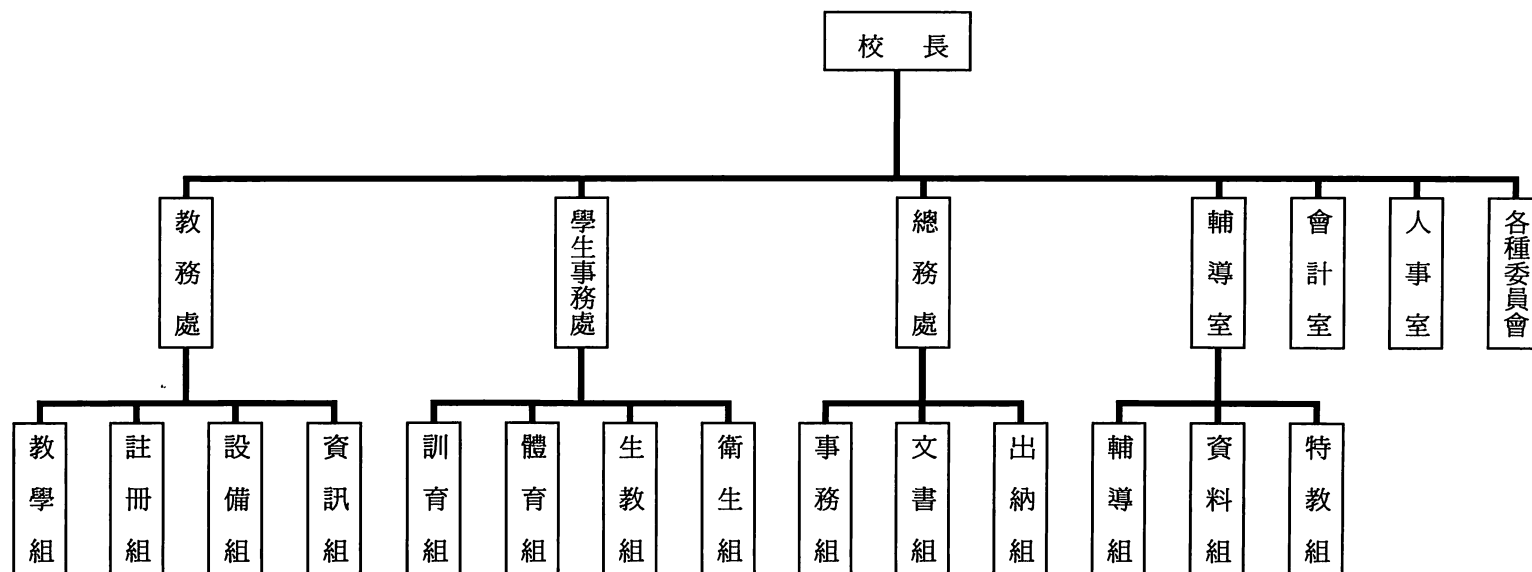 校長
教務處
學生事務處
總務處
輔導室
會計室
人事室
各種委員會
教學組
註冊組
設備組
資訊組
訓育組
體育組
生教組
衛生組
事務組
文書組
出納組
輔導組
資料組
特教組